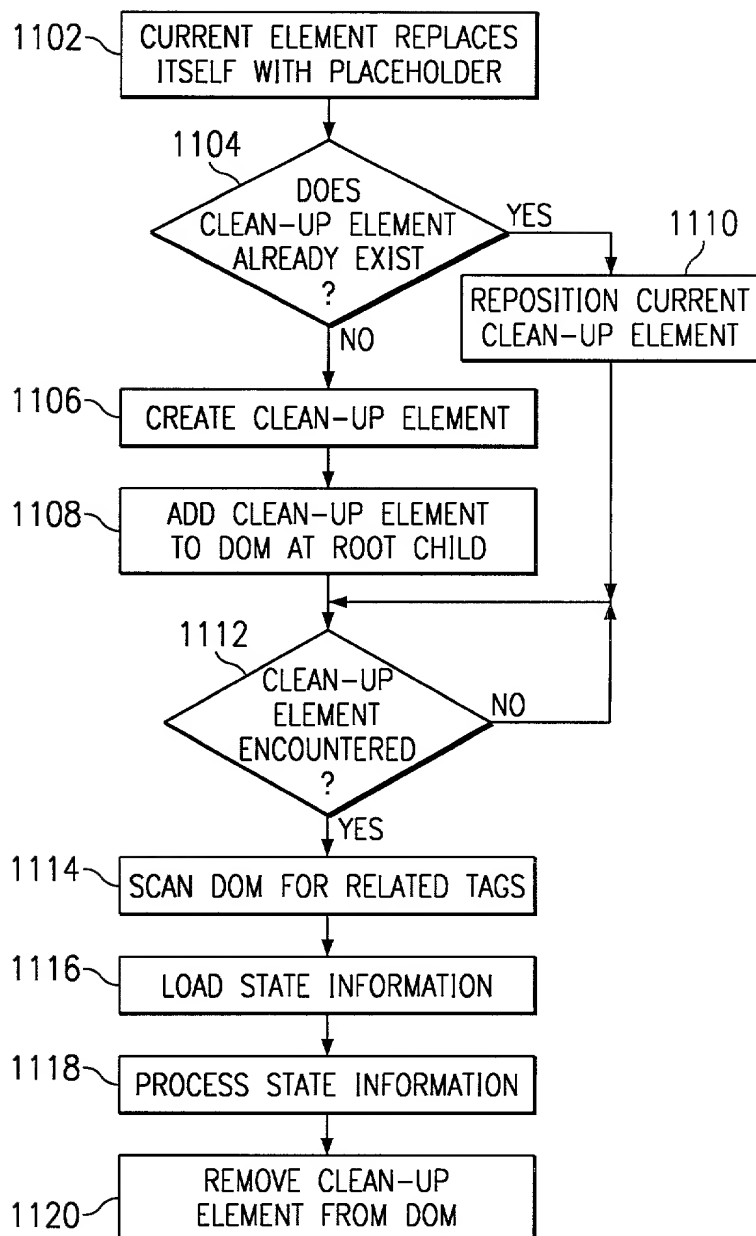 1102
CURRENT ELEMENT REPLACES
ITSELF WITH PLACEHOLDER
1104
DOES
CLEAN-UP ELEMENT
ALREADY EXIST
?
YES
NO
1110
REPOSITION CURRENT
CLEAN-UP ELEMENT
1106
CREATE CLEAN-UP ELEMENT
1108
ADD CLEAN-UP ELEMENT
TO DOM AT ROOT CHILD
1112
CLEAN-UP
ELEMENT
ENCOUNTERED
?
NO
YES
1114
SCAN DOM FOR RELATED TAGS
1116
LOAD STATE INFORMATION
1118
PROCESS STATE INFORMATION
1120
REMOVE CLEAN-UP
ELEMENT FROM DOM